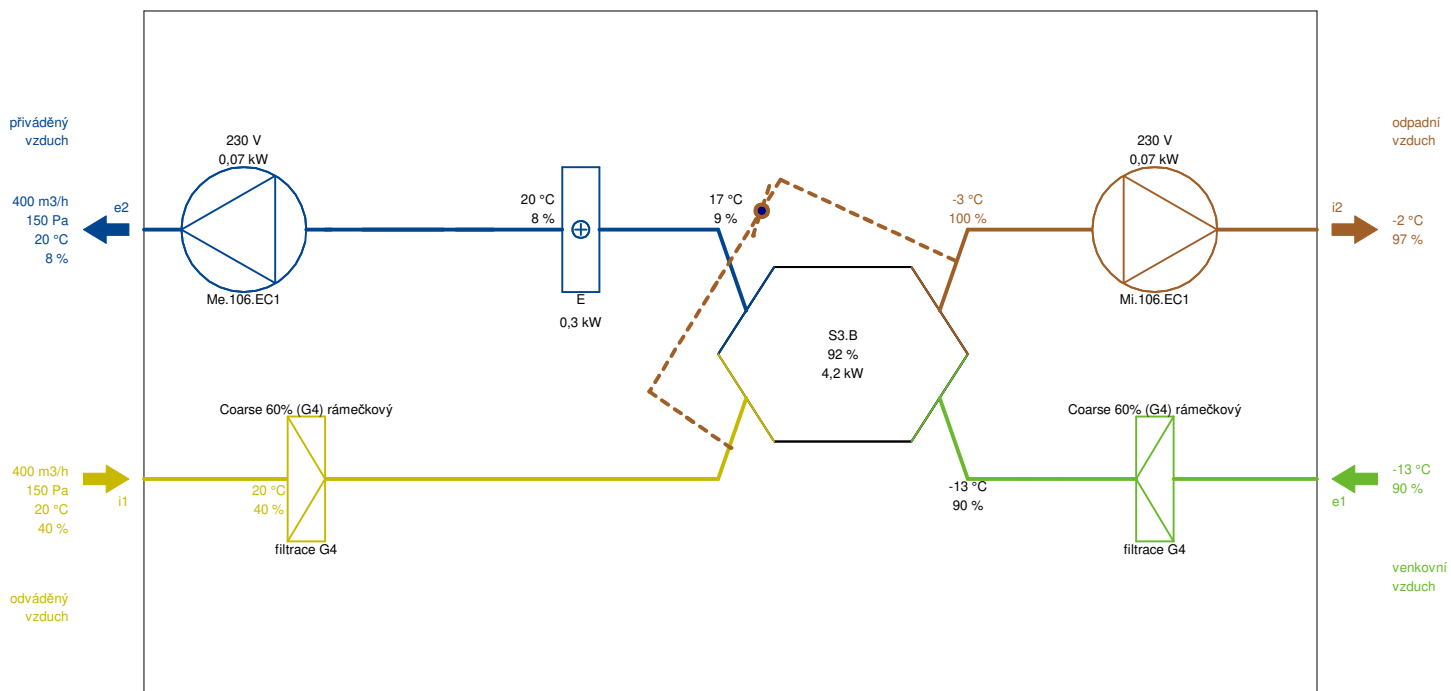 přiváděný
vzduch
400 m3/h
150 Pa
20 °C
8 %
e2
230 V
0,07 kW
Me.106.EC1
20 °C
8 %
E
0,3 kW
17 °C
9 %
-3 °C
100 %
230 V
0,07 kW
Mi.106.EC1
odpadní
vzduch
i2
-2 °C
97 %
S3.B
92 %
4,2 kW
Coarse 60% (G4) rámečkový
400 m3/h
150 Pa
20 °C
40 %
i1
20 °C
40 %
filtrace G4
odváděný
vzduch
Coarse 60% (G4) rámečkový
-13 °C
90 %
filtrace G4
-13 °C
90 %
e1
venkovní
vzduch